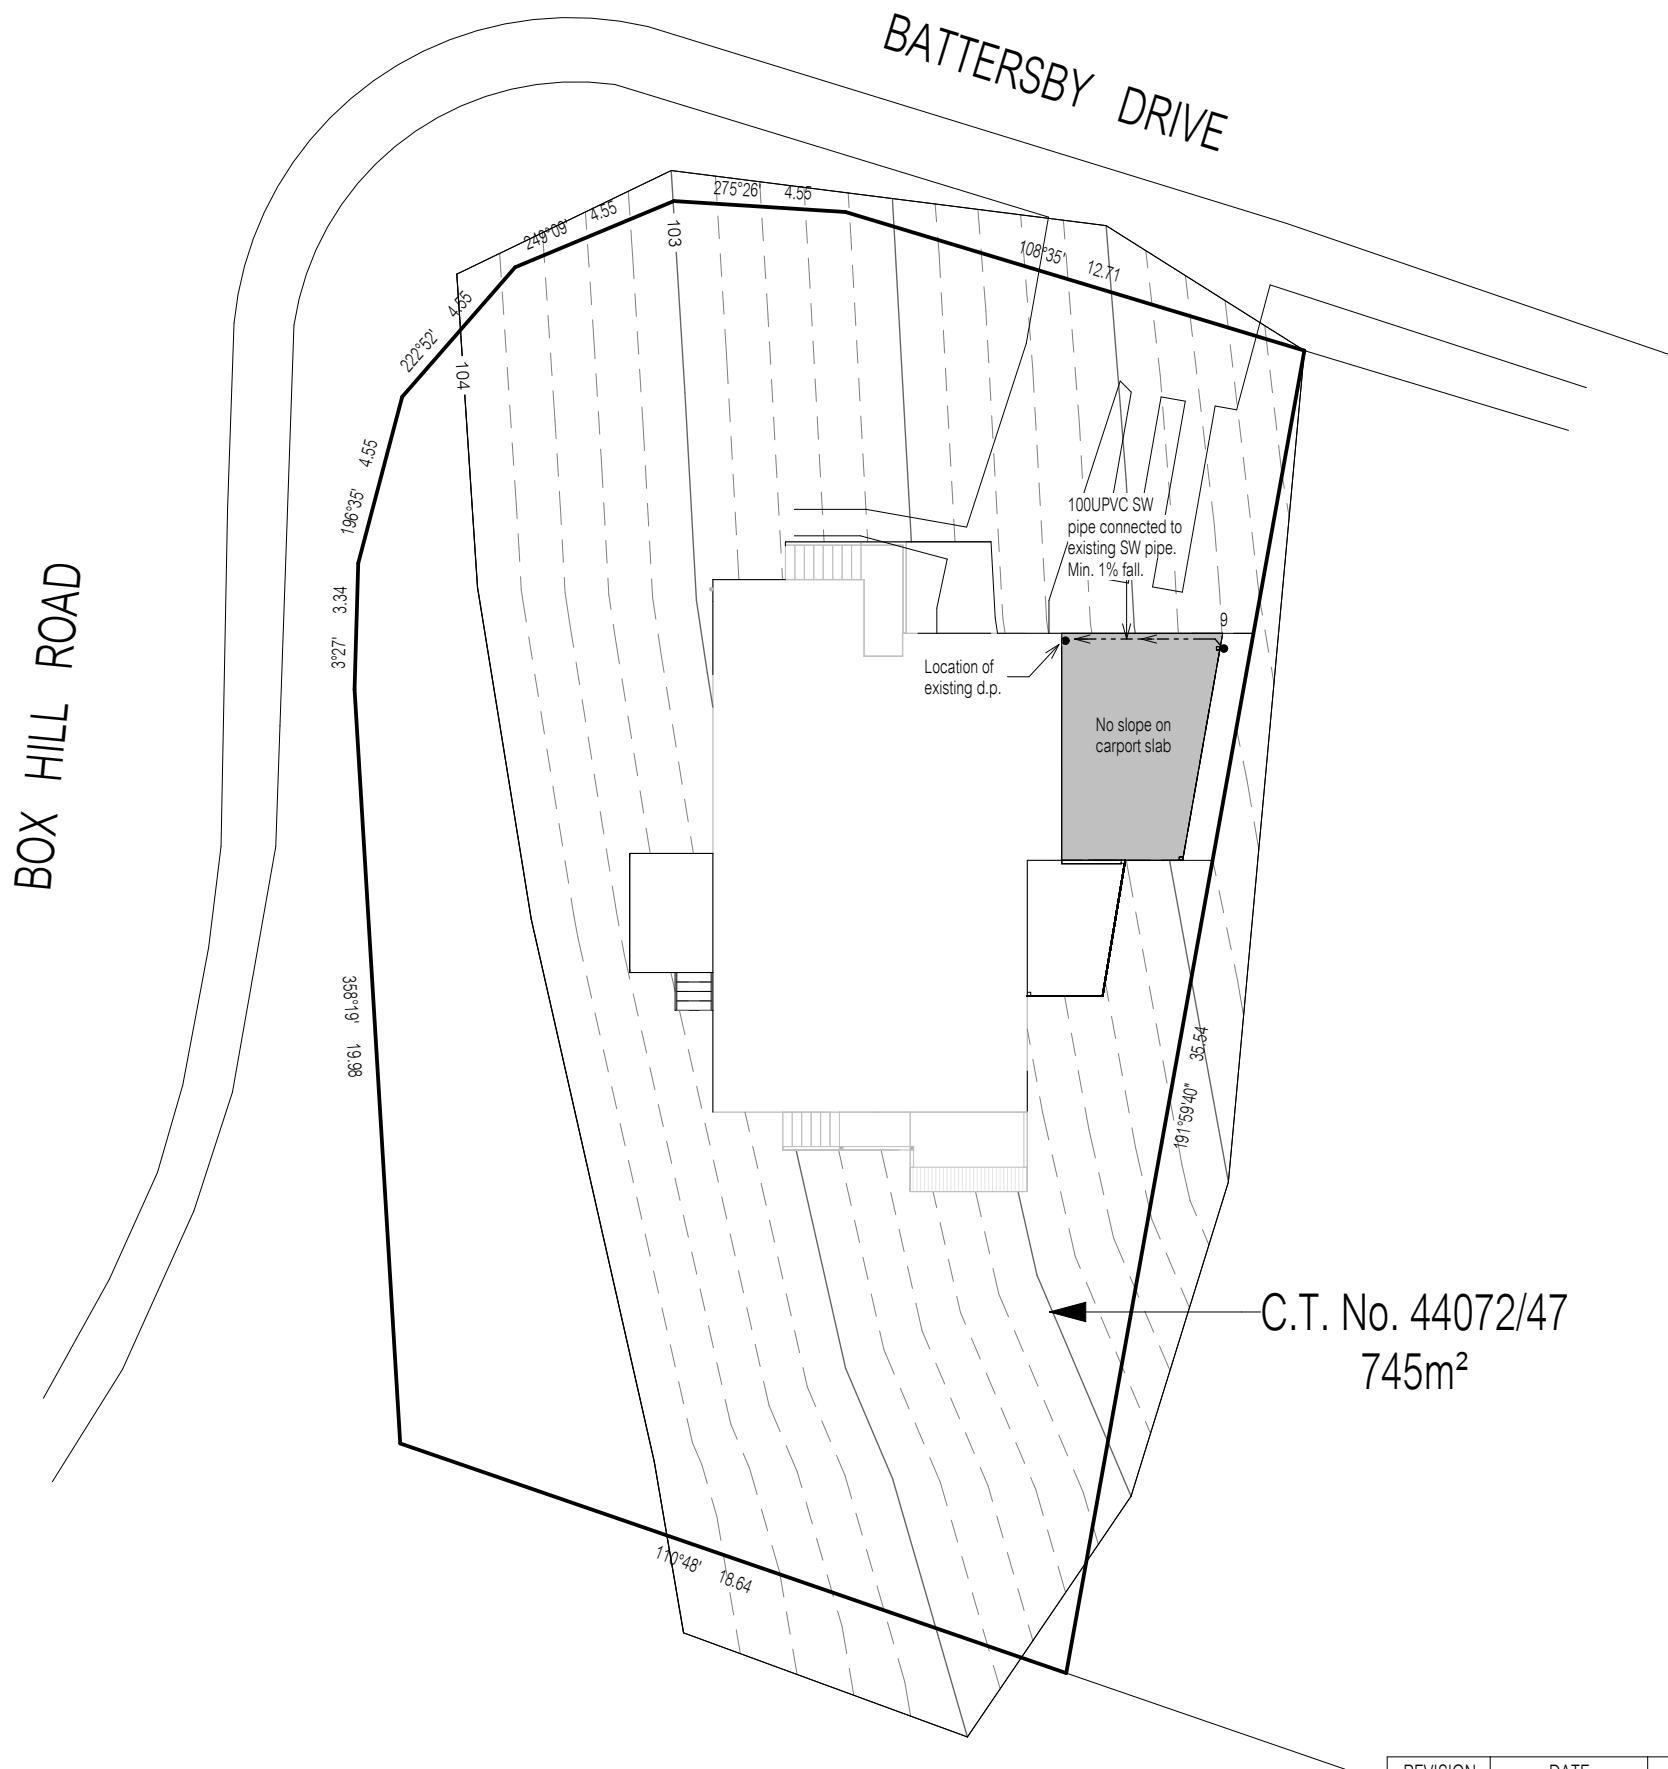 BATTERSBY DRIVE
275°26' 4.55
249°09' 4.55
103
108°35' 12.71
222°52' 4.55
104
196°35' 4.55
100UPVC SW
pipe connected to
existing SW pipe.
Min. 1% fall.
BOX HILL ROAD
3°27' 3.34
9
Location of
existing d.p.
No slope on
carport slab
358°19' 19.98
191°59'40" 35.54
C.T. No. 44072/47
745m²
110°48' 18.64
REVISION DATE